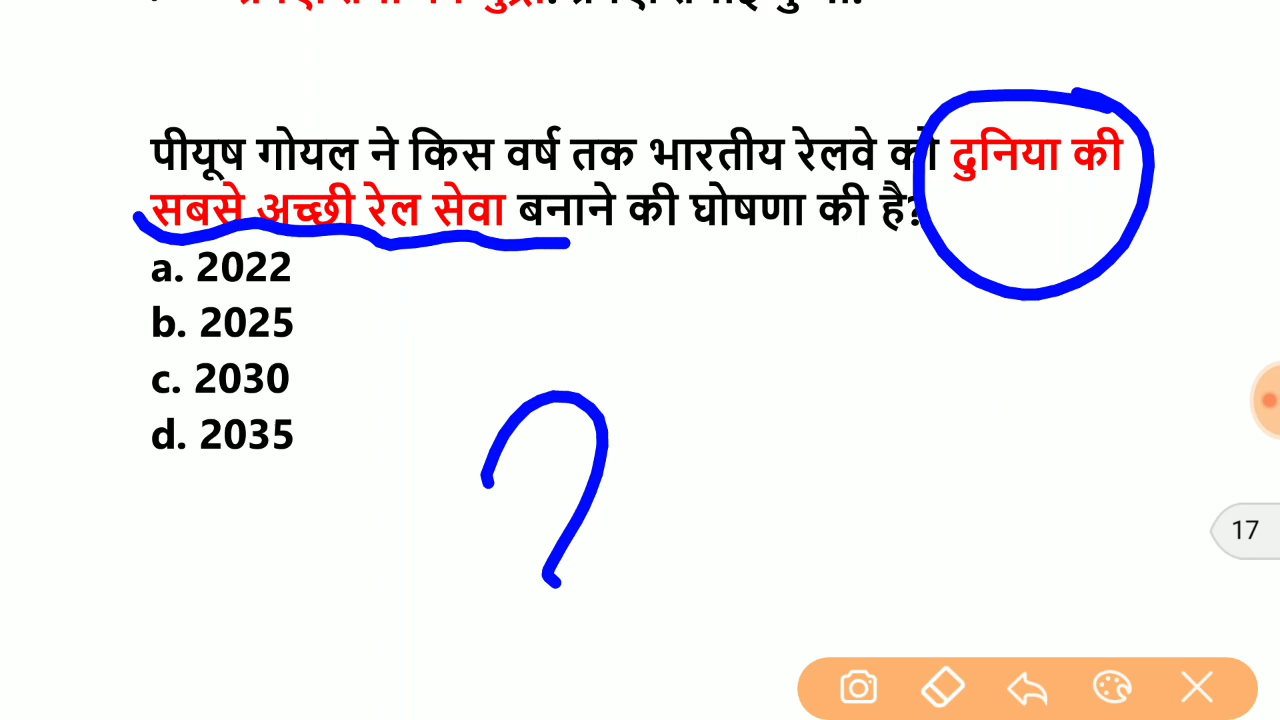 पीयूष गोयल ने किस वर्ष तक भारतीय रेलवे को दुनिया की
सबसे अच्छी रेल सेवा बनाने की घोषणा की है?
a. 2022
b. 2025
c. 2030
d. 2035
?
17